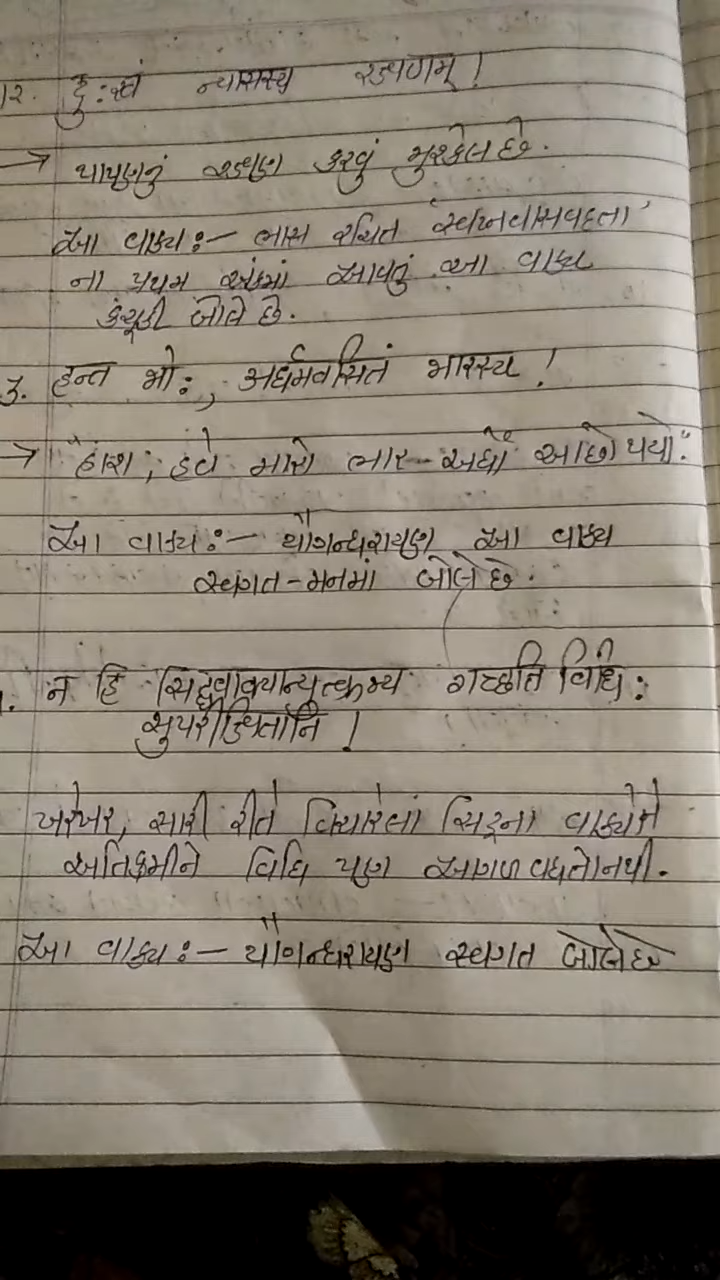 12. દુ:खं न्यासस्य रक्षणम् !
→ થાપણનું રક્ષણ કરવું મુશ્કેલ છે.
આ વાક્ય :- ભાસ રચિત 'સ્વપ્નવાસવદત્તા'
ના પ્રથમ અંકમાં આવતું આ વાક્ય
કંચૂકી બોલે છે.
3. हन्त भोः, अर्धमवसितं भारस्य !
→ "હાંશ, હવે મારો ભાર - અર્ધો ઓછો થયો."
આ વાક્ય :- યૌગન્ધરાયણ આ વાક્ય
સ્વગત-મનમાં બોલે છે.
न हि सिद्धवाक्यान्युत्क्रम्य गच्छति विधि:
सुपरीक्षितानि !
ખરેખર, સારી રીતે વિચારેલાં સિદ્ધના વાક્યોને
અતિક્રમીને વિધિ પણ આગળ વધતો નથી.
આ વાક્ય :- યૌગન્ધરાયણ સ્વગત બોલે છે